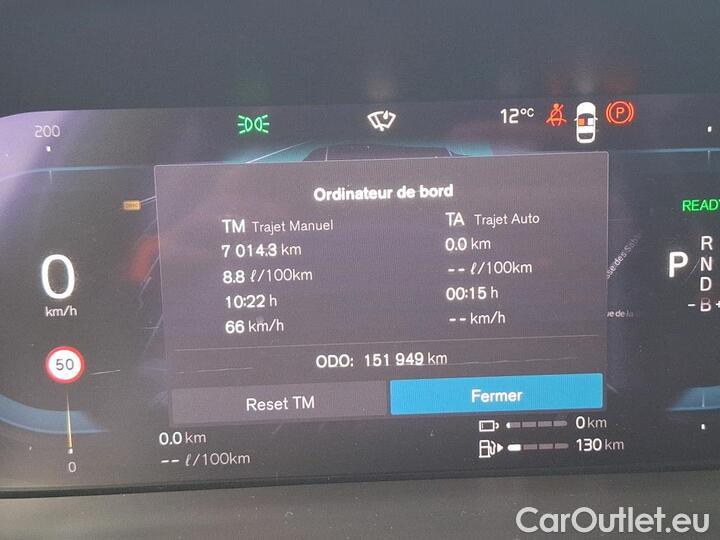 200
12°C
P
Ordinateur de bord
TM Trajet Manuel
TA Trajet Auto
7 014.3 km
0.0 km
8.8 ℓ/100km
-- ℓ/100km
10:22 h
00:15 h
66 km/h
-- km/h
ODO: 151 949 km
Reset TM
Fermer
0
km/h
50
0
READY
P
R
N
D
-B+
0.0 km
-- ℓ/100km
0 km
130 km
CarOutlet.eu